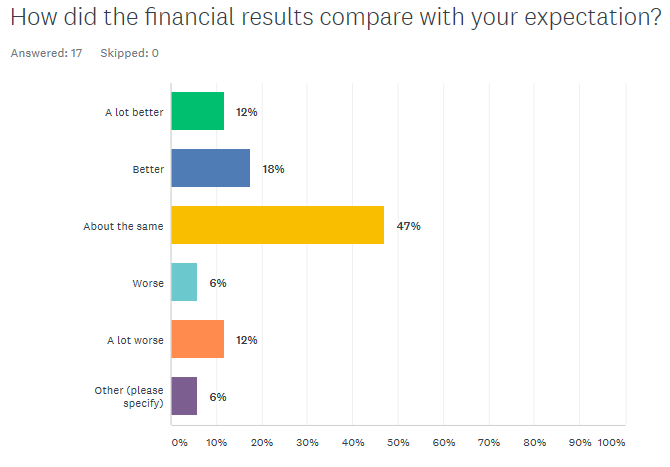 How did the financial results compare with your expectation?
Answered: 17 Skipped: 0
A lot better 12%
Better 18%
About the same 47%
Worse 6%
A lot worse 12%
Other (please
specify) 6%
0% 10% 20% 30% 40% 50% 60% 70% 80% 90% 100%